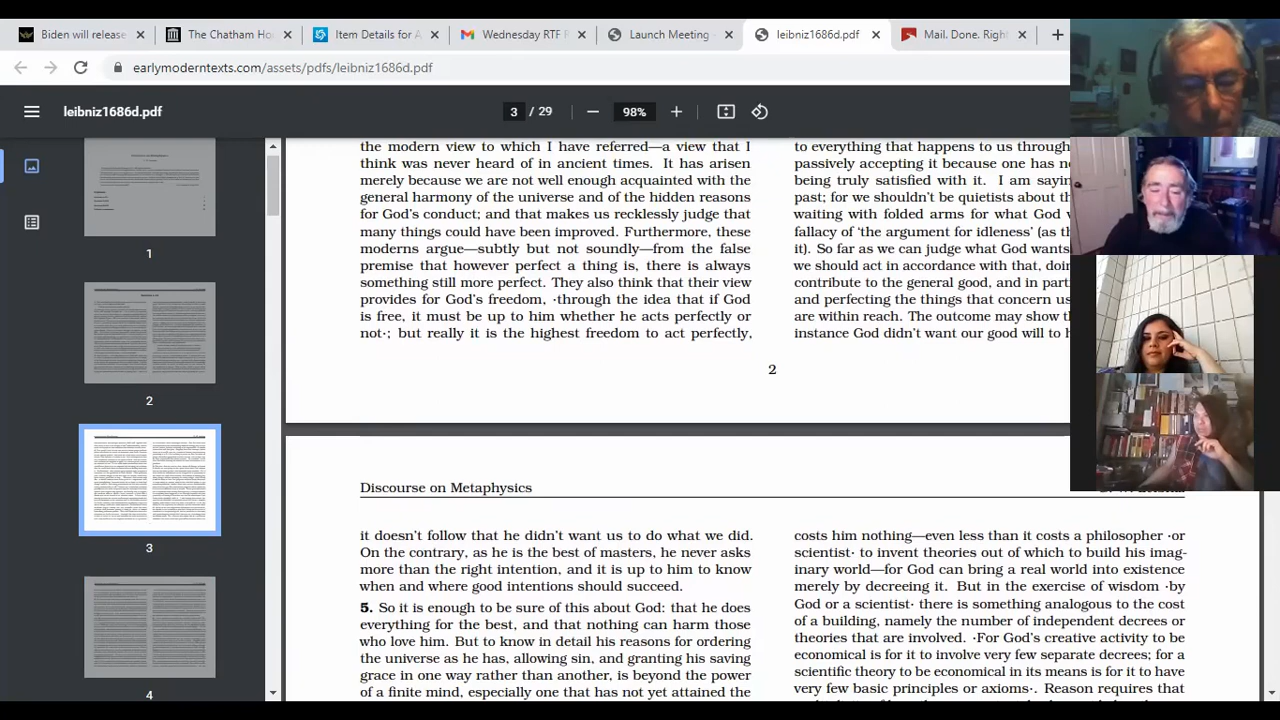 Biden will release
The Chatham Ho
Item Details for A
Wednesday RTF F
Launch Meeting -
leibniz1686d.pdf
Mail. Done. Righ
earlymoderntexts.com/assets/pdfs/leibniz1686d.pdf
leibniz1686d.pdf
3 / 29
98%
1
2
3
4
the modern view to which I have referred—a view that I
think was never heard of in ancient times. It has arisen
merely because we are not well enough acquainted with the
general harmony of the universe and of the hidden reasons
for God's conduct; and that makes us recklessly judge that
many things could have been improved. Furthermore, these
moderns argue—subtly but not soundly—from the false
premise that however perfect a thing is, there is always
something still more perfect. They also think that their view
provides for God's freedom, ·through the idea that if God
is free, it must be up to him whether he acts perfectly or
not·; but really it is the highest freedom to act perfectly,
to everything that happens to us through
passively accepting it because one has n
being truly satisfied with it. I am sayin
past; for we shouldn't be quietists about th
waiting with folded arms for what God
fallacy of 'the argument for idleness' (as th
it). So far as we can judge what God wants
we should act in accordance with that, doin
contribute to the general good, and in part
and perfecting the things that concern us
are within reach. The outcome may show t
instance God didn't want our good will to h
2
Discourse on Metaphysics
it doesn't follow that he didn't want us to do what we did.
On the contrary, as he is the best of masters, he never asks
more than the right intention, and it is up to him to know
when and where good intentions should succeed.
5. So it is enough to be sure of this about God: that he does
everything for the best, and that nothing can harm those
who love him. But to know in detail his reasons for ordering
the universe as he has, allowing sin, and granting his saving
grace in one way rather than another, is beyond the power
of a finite mind, especially one that has not yet attained the
costs him nothing—even less than it costs a philosopher ·or
scientist· to invent theories out of which to build his imag-
inary world—for God can bring a real world into existence
merely by decreeing it. But in the exercise of wisdom ·by
God or a scientist· there is something analogous to the cost
of a building, namely the number of independent decrees or
theories that are involved. ·For God's creative activity to be
economical is for it to involve very few separate decrees; for a
scientific theory to be economical in its means is for it to have
very few basic principles or axioms·. Reason requires that